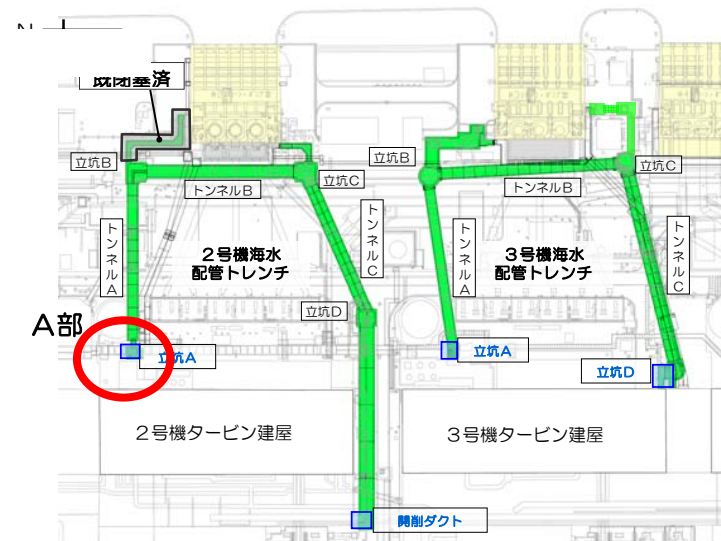 N
既閉塞済
立坑B
トンネルB
立坑C
トンネルA
2号機海水
配管トレンチ
トンネルC
立坑D
A部
立坑A
2号機タービン建屋
開削ダクト
立坑B
トンネルB
立坑C
トンネルA
3号機海水
配管トレンチ
トンネルC
立坑A
立坑D
3号機タービン建屋